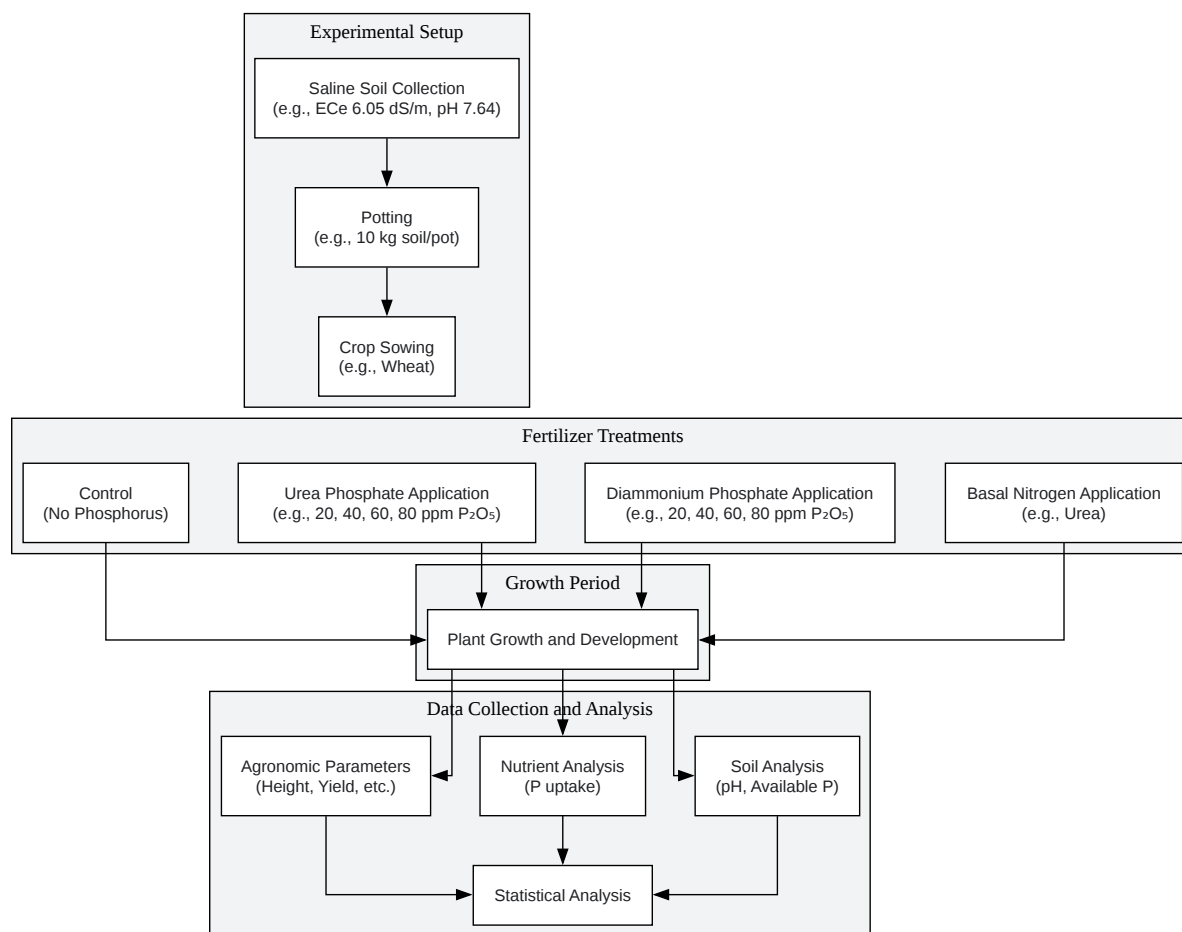 Experimental Setup
Saline Soil Collection
(e.g., ECe 6.05 dS/m, pH 7.64)
Potting
(e.g., 10 kg soil/pot)
Crop Sowing
(e.g., Wheat)
Fertilizer Treatments
Control
(No Phosphorus)
Urea Phosphate Application
(e.g., 20, 40, 60, 80 ppm P₂O₅)
Diammonium Phosphate Application
(e.g., 20, 40, 60, 80 ppm P₂O₅)
Basal Nitrogen Application
(e.g., Urea)
Growth Period
Plant Growth and Development
Data Collection and Analysis
Agronomic Parameters
(Height, Yield, etc.)
Nutrient Analysis
(P uptake)
Soil Analysis
(pH, Available P)
Statistical Analysis